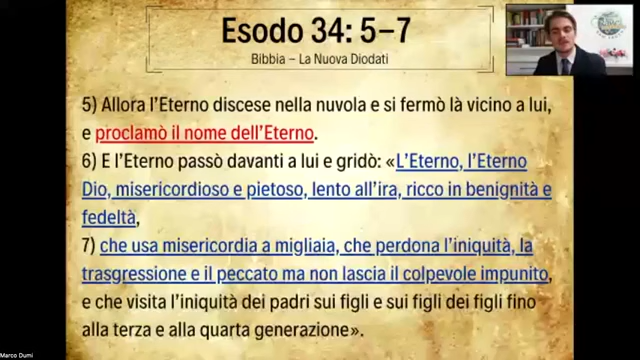 Esodo 34: 5–7
Bibbia – La Nuova Diodati
5) Allora l'Eterno discese nella nuvola e si fermò là vicino a lui,
e proclamò il nome dell'Eterno.
6) E l'Eterno passò davanti a lui e gridò: «L'Eterno, l'Eterno
Dio, misericordioso e pietoso, lento all'ira, ricco in benignità e
fedeltà,
7) che usa misericordia a migliaia, che perdona l'iniquità, la
trasgressione e il peccato ma non lascia il colpevole impunito,
e che visita l'iniquità dei padri sui figli e sui figli dei figli fino
alla terza e alla quarta generazione».
Marco Dumi